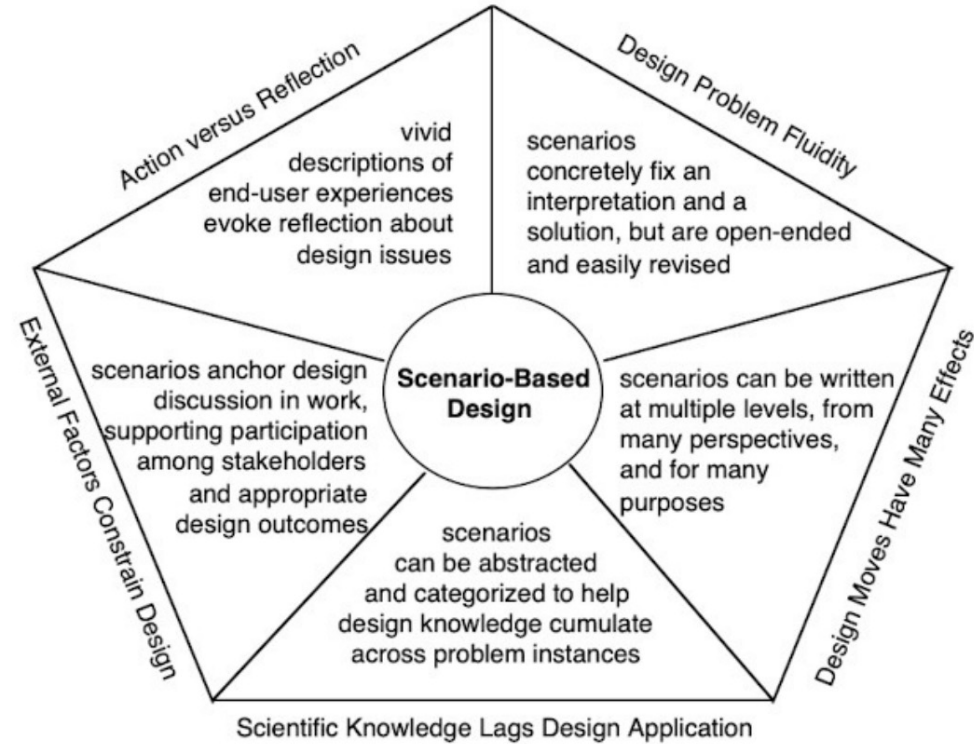 Action versus Reflection
vivid
descriptions of
end-user experiences
evoke reflection about
design issues
Design Problem Fluidity
scenarios
concretely fix an
interpretation and a
solution, but are open-ended
and easily revised
External Factors Constrain Design
scenarios anchor design
discussion in work,
supporting participation
among stakeholders
and appropriate
design outcomes
Scenario-Based
Design
scenarios can be written
at multiple levels, from
many perspectives,
and for many
purposes
Design Moves Have Many Effects
scenarios
can be abstracted
and categorized to help
design knowledge cumulate
across problem instances
Scientific Knowledge Lags Design Application